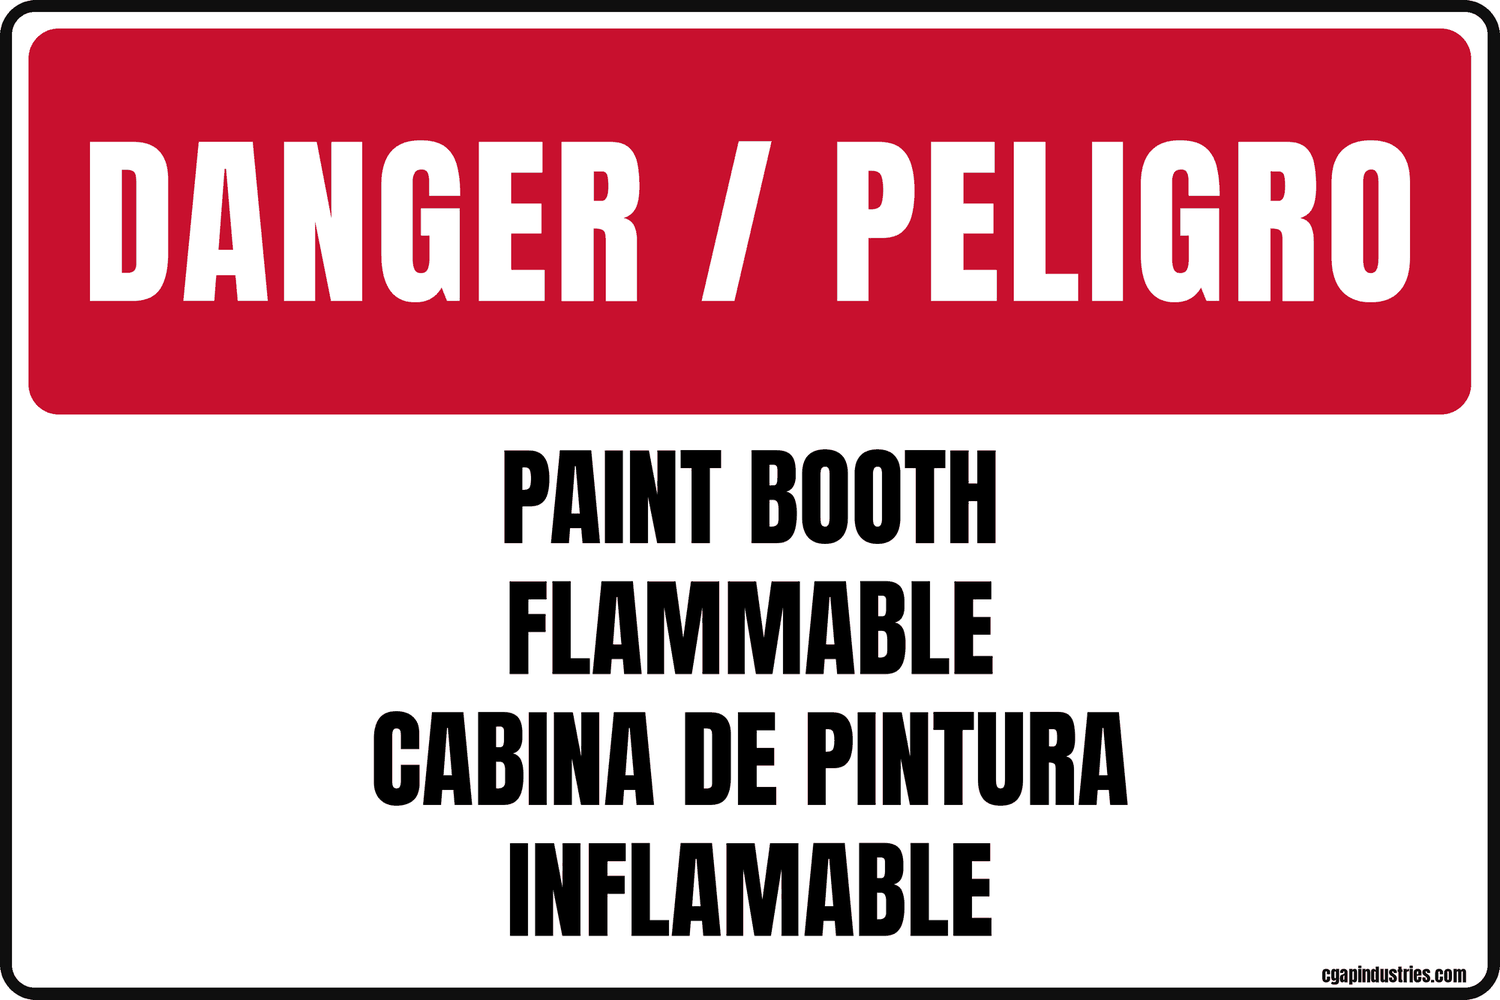 DANGER / PELIGRO
PAINT BOOTH
FLAMMABLE
CABINA DE PINTURA
INFLAMABLE
cgapindustries.com